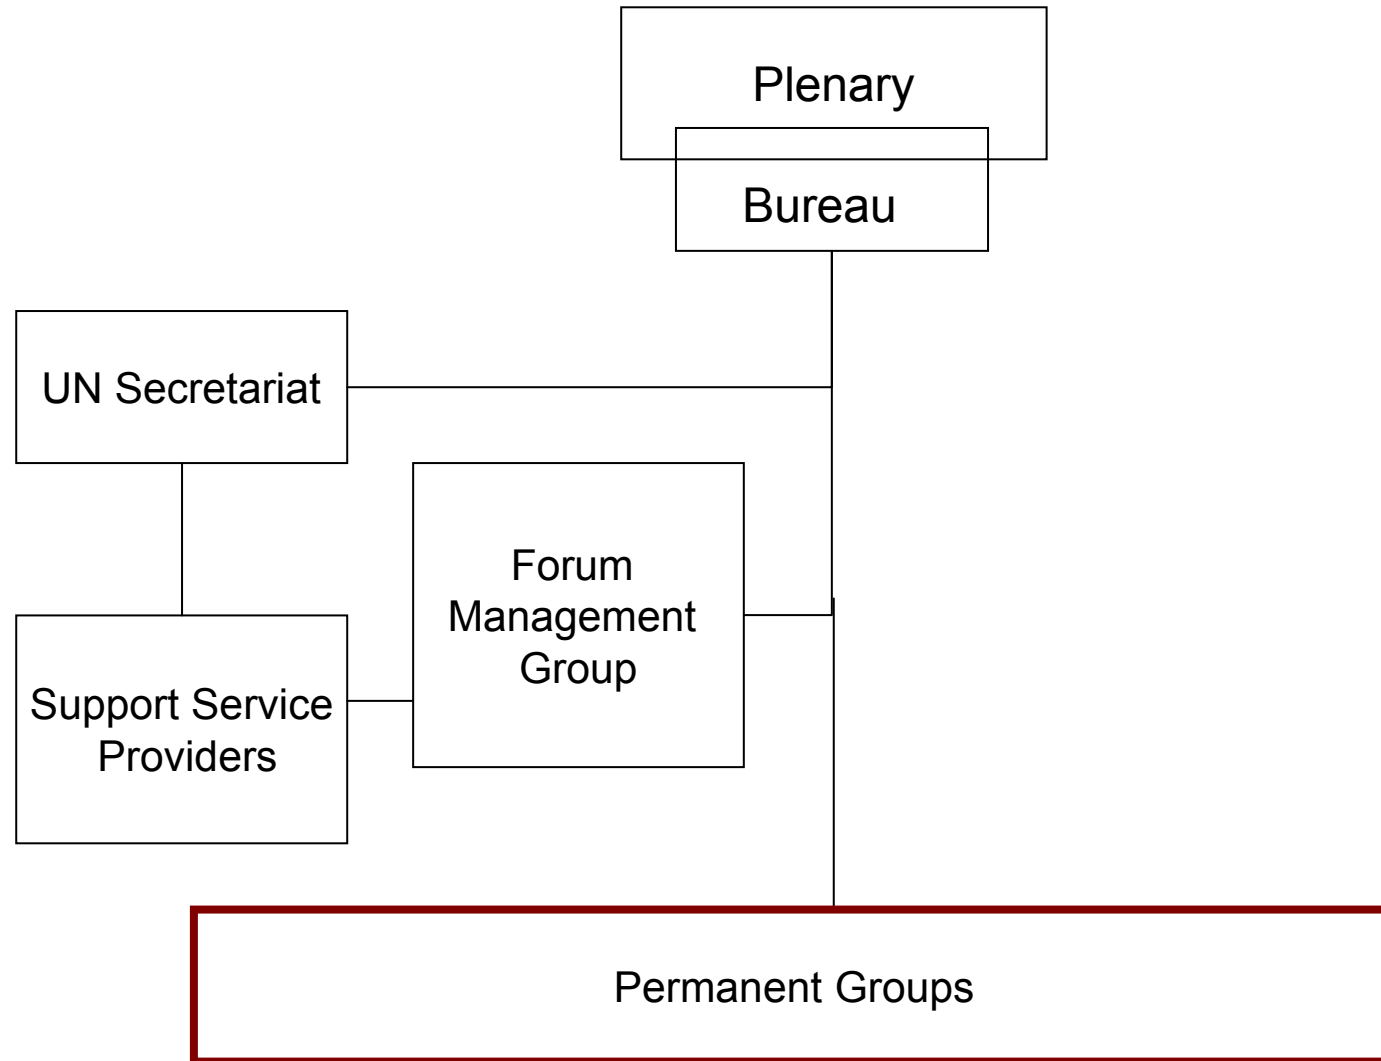 Plenary
Bureau
UN Secretariat
Forum
Management
Group
Support Service
Providers
Permanent Groups